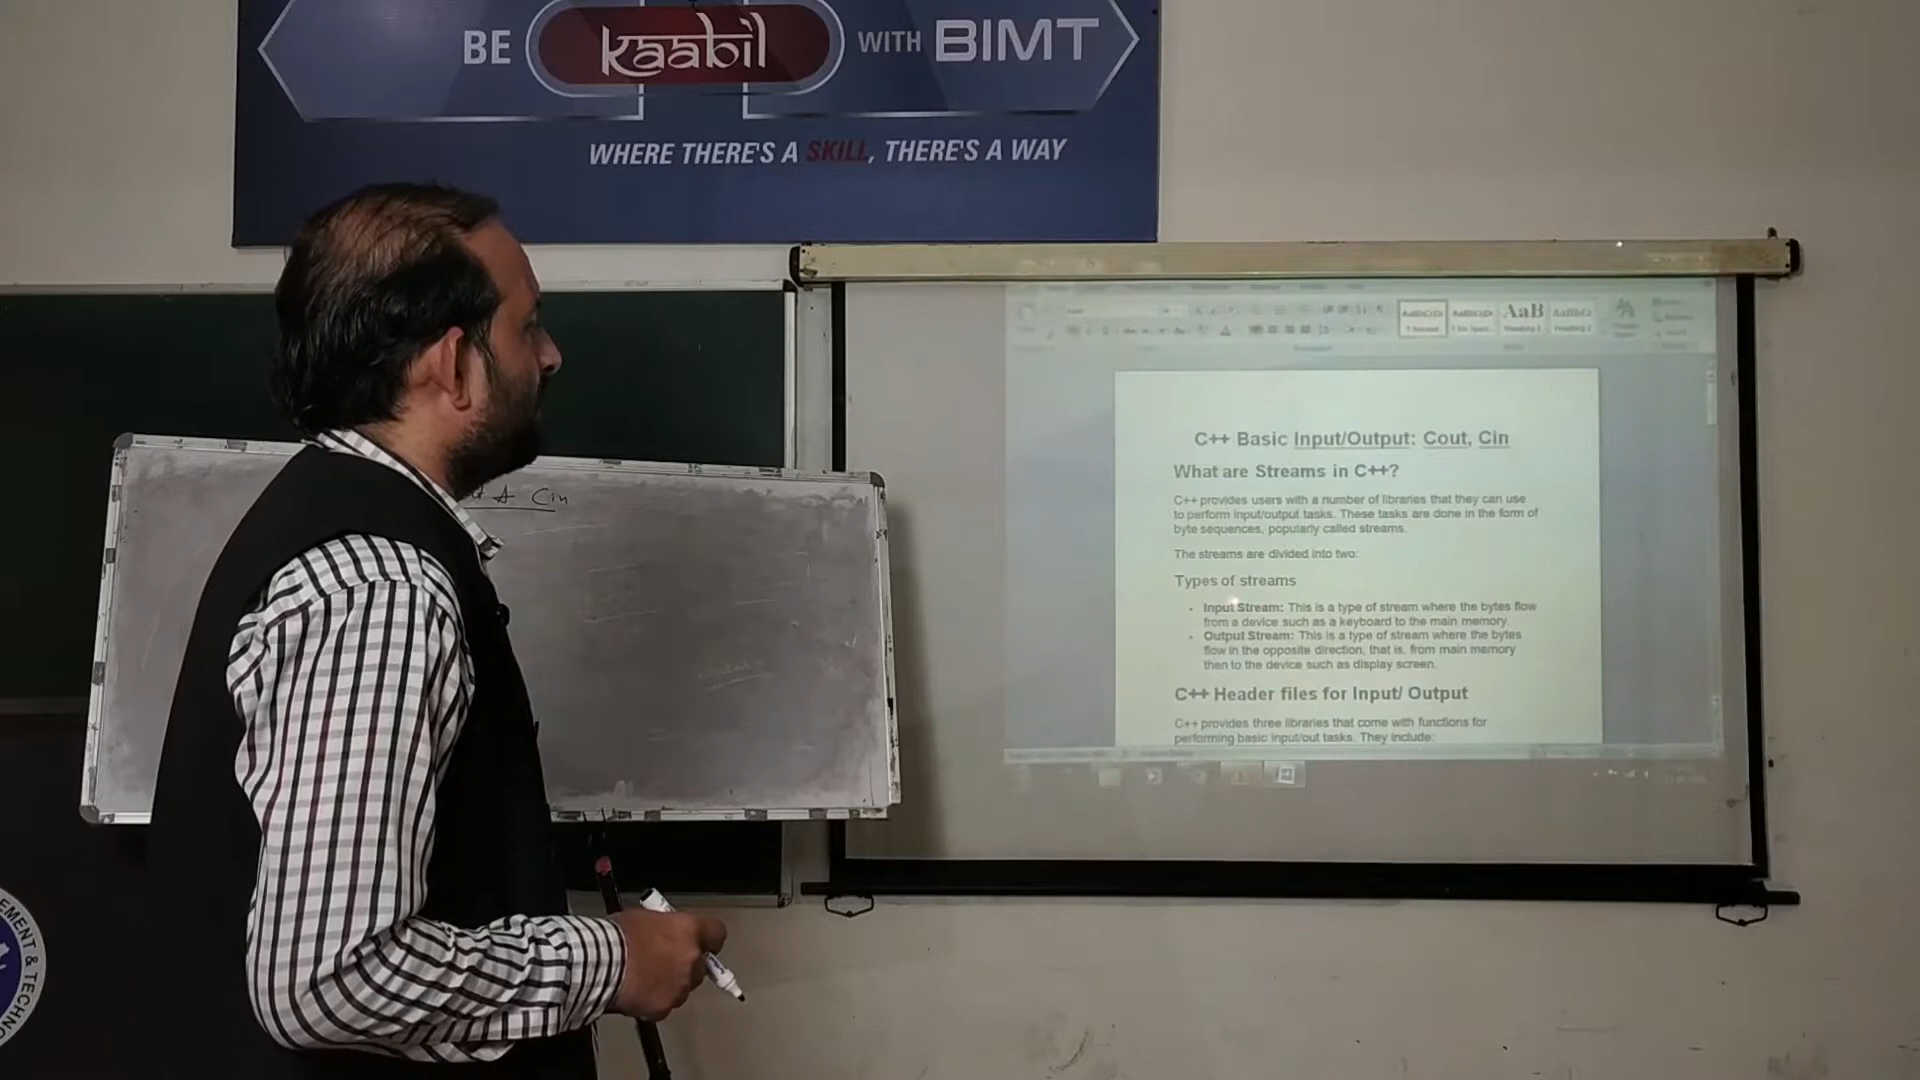 BE kaabil WITH BIMT
WHERE THERE'S A SKILL, THERE'S A WAY
Cin
C++ Basic Input/Output: Cout, Cin
What are Streams in C++?
C++ provides users with a number of libraries that they can use
to perform input/output tasks. These tasks are done in the form of
byte sequences, popularly called streams.
The streams are divided into two:
Types of streams
Input Stream: This is a type of stream where the bytes flow
from a device such as a keyboard to the main memory.
Output Stream: This is a type of stream where the bytes
flow in the opposite direction, that is, from main memory
then to the device such as display screen.
C++ Header files for Input/ Output
C++ provides three libraries that come with functions for
performing basic input/out tasks. They include:
EMENT & TECHNO